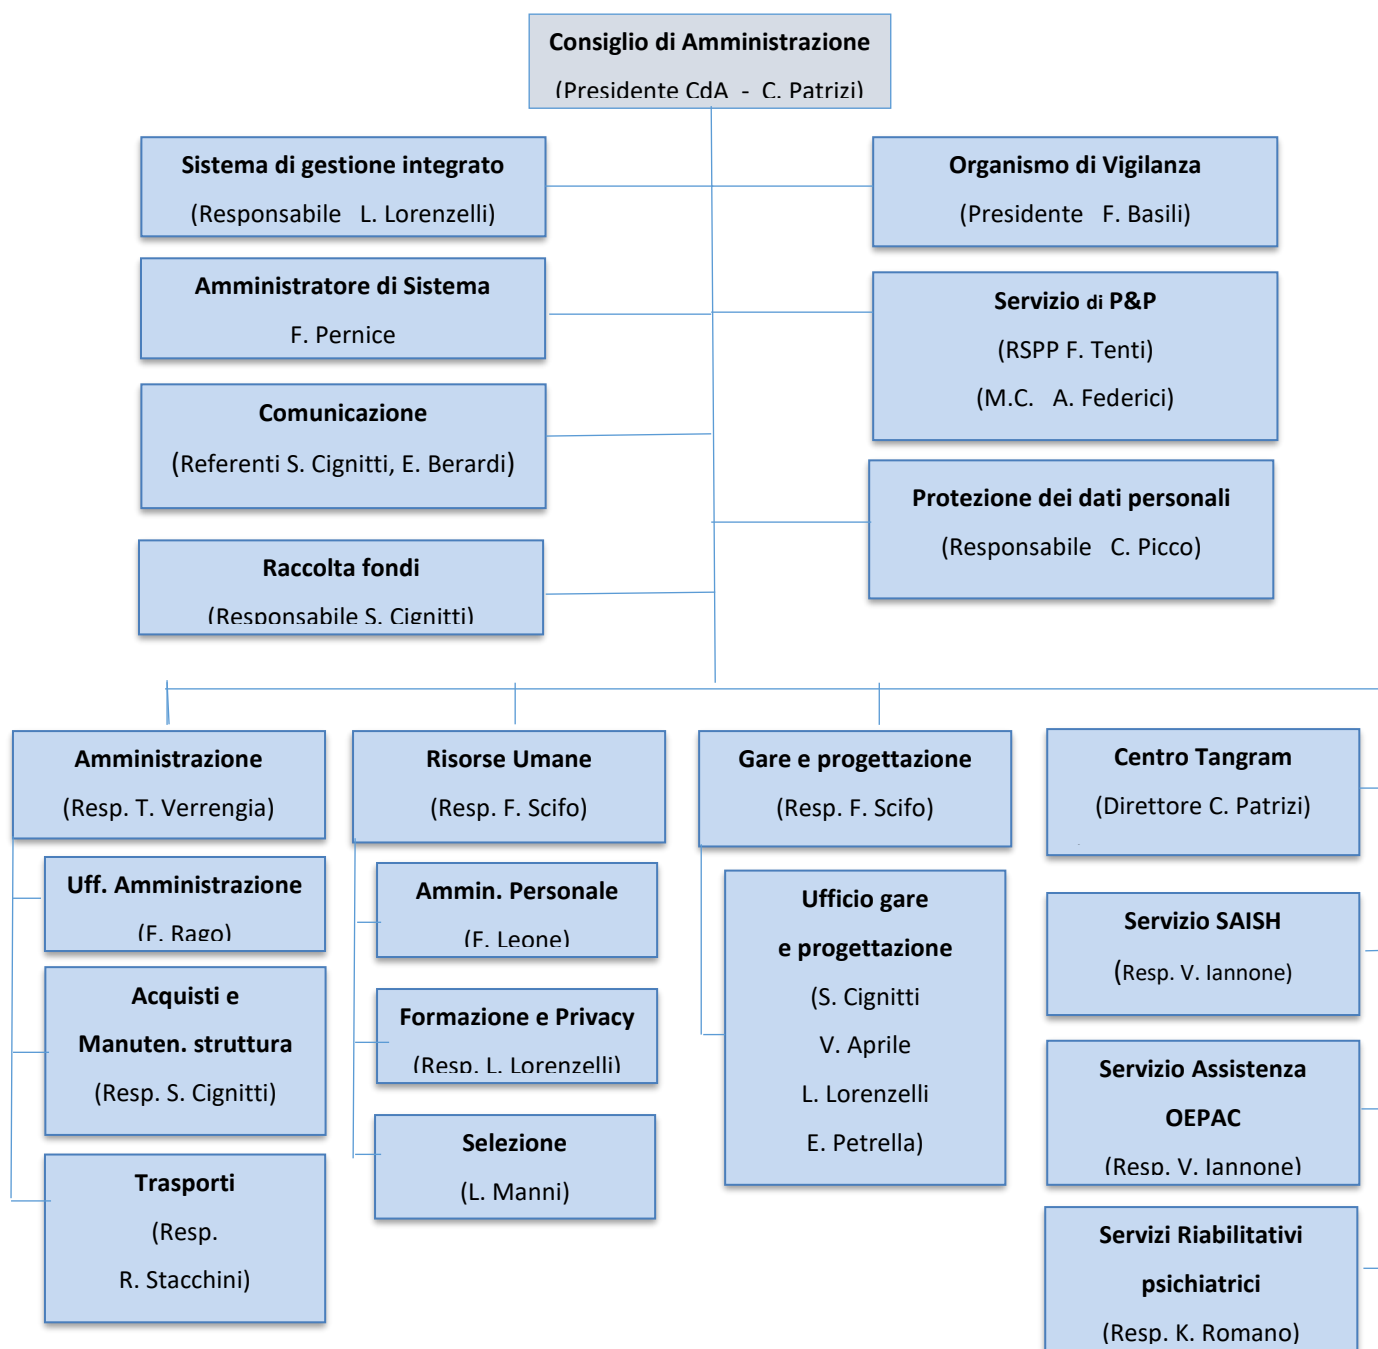 Consiglio di Amministrazione
(Presidente CdA - C. Patrizi)
Sistema di gestione integrato
(Responsabile L. Lorenzelli)
Organismo di Vigilanza
(Presidente F. Basili)
Amministratore di Sistema
F. Pernice
Servizio di P&P
(RSPP F. Tenti)
(M.C. A. Federici)
Comunicazione
(Referenti S. Cignitti, E. Berardi)
Protezione dei dati personali
(Responsabile C. Picco)
Raccolta fondi
(Responsabile S. Cignitti)
Amministrazione
(Resp. T. Verrengia)
Uff. Amministrazione
(F. Rago)
Acquisti e
Manuten. struttura
(Resp. S. Cignitti)
Trasporti
(Resp.
R. Stacchini)
Risorse Umane
(Resp. F. Scifo)
Ammin. Personale
(F. Leone)
Formazione e Privacy
(Resp. L. Lorenzelli)
Selezione
(L. Manni)
Gare e progettazione
(Resp. F. Scifo)
Ufficio gare
e progettazione
(S. Cignitti
V. Aprile
L. Lorenzelli
E. Petrella)
Centro Tangram
(Direttore C. Patrizi)
Servizio SAISH
(Resp. V. Iannone)
Servizio Assistenza
OEPAC
(Resp. V. Iannone)
Servizi Riabilitativi
psichiatrici
(Resp. K. Romano)